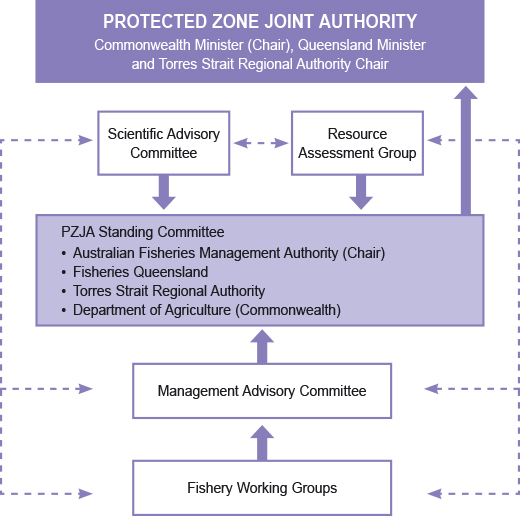 PROTECTED ZONE JOINT AUTHORITY
Commonwealth Minister (Chair), Queensland Minister
and Torres Strait Regional Authority Chair
Scientific Advisory
Committee
Resource
Assessment Group
PZJA Standing Committee
• Australian Fisheries Management Authority (Chair)
• Fisheries Queensland
• Torres Strait Regional Authority
• Department of Agriculture (Commonwealth)
Management Advisory Committee
Fishery Working Groups